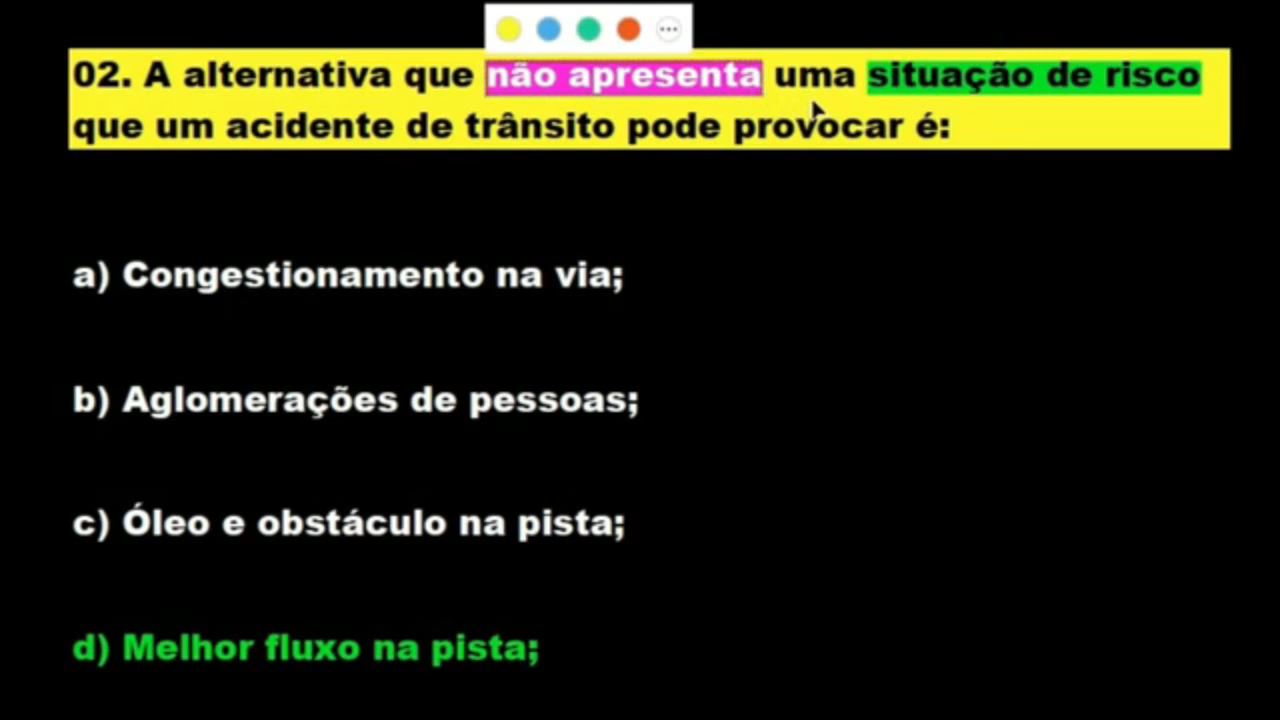 02. A alternativa que não apresenta uma situação de risco
que um acidente de trânsito pode provocar é:
a) Congestionamento na via;
b) Aglomerações de pessoas;
c) Óleo e obstáculo na pista;
d) Melhor fluxo na pista;